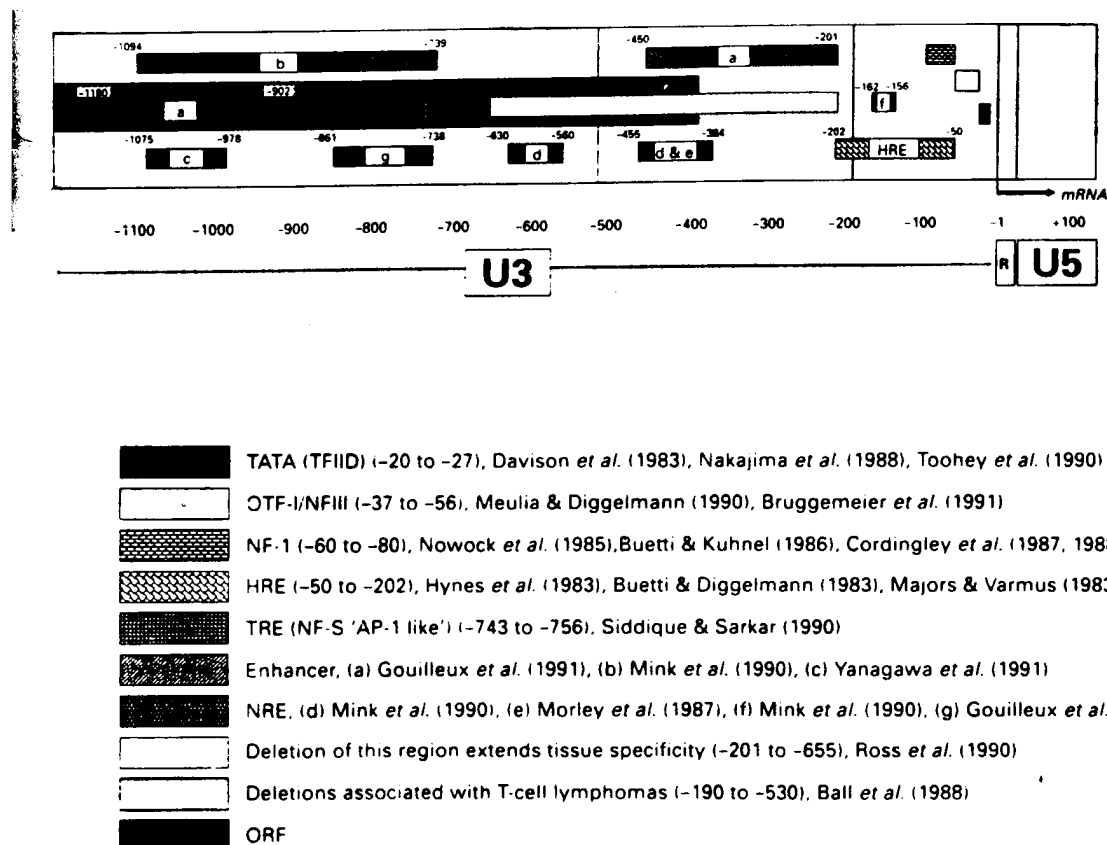 -1094 -739 -450 -201
b a
-1180 -902 -162 -156
a f
-1075 -978 -861 -738 -630 -560 -455 -384 -202 -50
c g d d & e HRE
mRNA
-1100 -1000 -900 -800 -700 -600 -500 -400 -300 -200 -1 +100
U3 R U5
TATA (TFIID) (-20 to -27), Davison et al. (1983), Nakajima et al. (1988), Toohey et al. (1990)
OTF-I/NFIII (-37 to -56), Meulia & Diggelmann (1990), Bruggemeier et al. (1991)
NF-1 (-60 to -80), Nowock et al. (1985),Buetti & Kuhnel (1986), Cordingley et al. (1987, 198
HRE (-50 to -202), Hynes et al. (1983), Buetti & Diggelmann (1983), Majors & Varmus (1983
TRE (NF-S 'AP-1 like') (-743 to -756), Siddique & Sarkar (1990)
Enhancer, (a) Gouilleux et al. (1991), (b) Mink et al. (1990), (c) Yanagawa et al. (1991)
NRE, (d) Mink et al. (1990), (e) Morley et al. (1987), (f) Mink et al. (1990), (g) Gouilleux et al.
Deletion of this region extends tissue specificity (-201 to -655), Ross et al. (1990)
Deletions associated with T-cell lymphomas (-190 to -530), Ball et al. (1988)
ORF